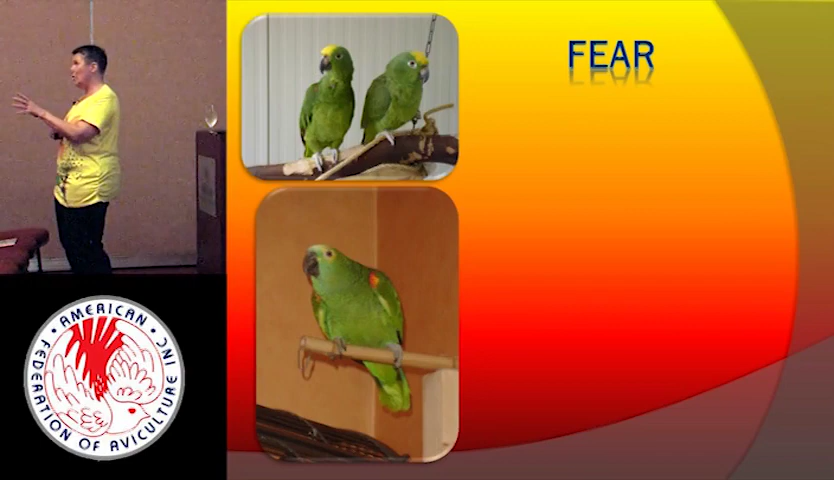 FEAR
• AMERICAN •
FEDERATION OF AVICULTURE INC